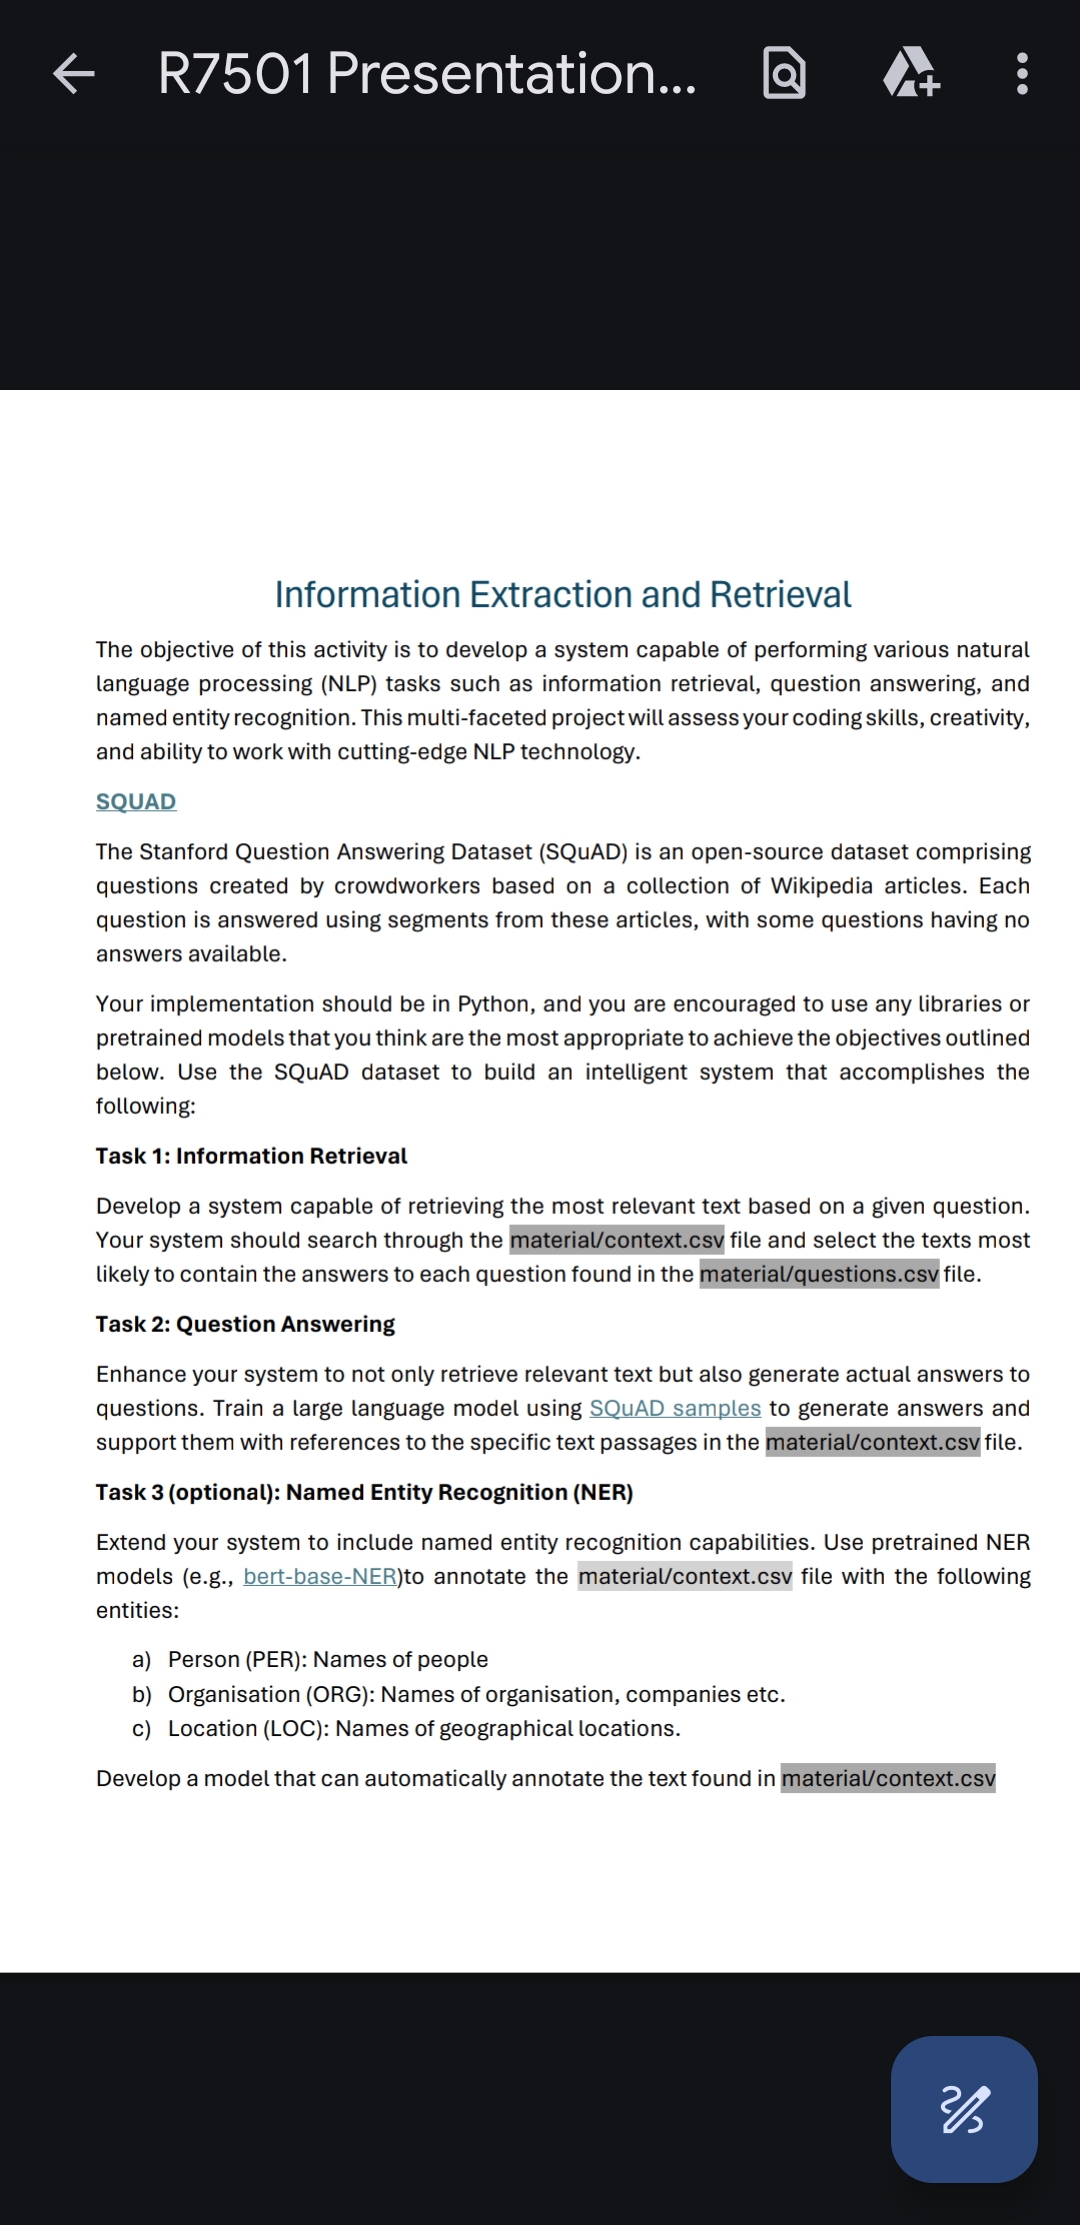 R7501 Presentation...
Information Extraction and Retrieval
The objective of this activity is to develop a system capable of performing various natural
language processing (NLP) tasks such as information retrieval, question answering, and
named entity recognition. This multi-faceted project will assess your coding skills, creativity,
and ability to work with cutting-edge NLP technology.
SQUAD
The Stanford Question Answering Dataset (SQuAD) is an open-source dataset comprising
questions created by crowdworkers based on a collection of Wikipedia articles. Each
question is answered using segments from these articles, with some questions having no
answers available.
Your implementation should be in Python, and you are encouraged to use any libraries or
pretrained models that you think are the most appropriate to achieve the objectives outlined
below. Use the SQuAD dataset to build an intelligent system that accomplishes the
following:
Task 1: Information Retrieval
Develop a system capable of retrieving the most relevant text based on a given question.
Your system should search through the material/context.csv file and select the texts most
likely to contain the answers to each question found in the material/questions.csv file.
Task 2: Question Answering
Enhance your system to not only retrieve relevant text but also generate actual answers to
questions. Train a large language model using SQuAD samples to generate answers and
support them with references to the specific text passages in the material/context.csv file.
Task 3 (optional): Named Entity Recognition (NER)
Extend your system to include named entity recognition capabilities. Use pretrained NER
models (e.g., bert-base-NER)to annotate the material/context.csv file with the following
entities:
a) Person (PER): Names of people
b) Organisation (ORG): Names of organisation, companies etc.
c) Location (LOC): Names of geographical locations.
Develop a model that can automatically annotate the text found in material/context.csv